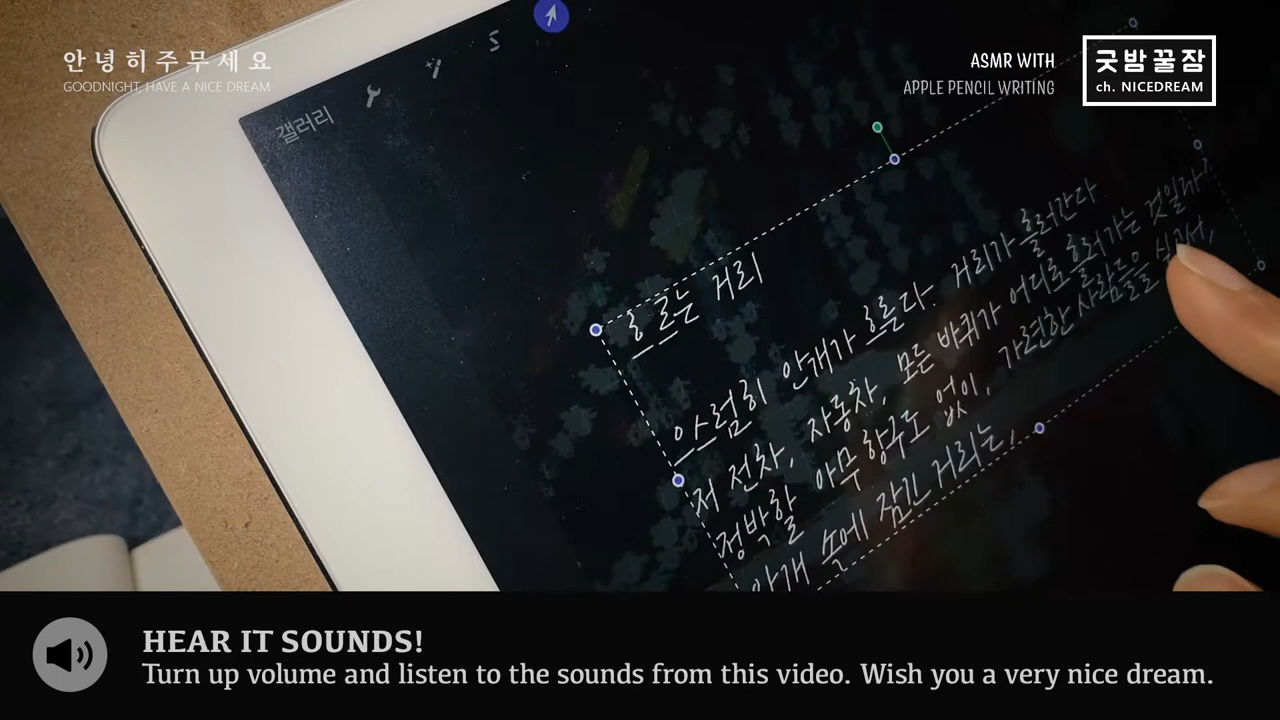 안녕히주무세요
GOODNIGHT, HAVE A NICE DREAM
ASMR WITH
APPLE PENCIL WRITING
굿밤꿀잠
ch. NICEDREAM
갤러리
흐르는 거리
으스럼히 안개가 흐른다. 거리가 흘러간다
저 전차, 자동차, 모든 바퀴가 어디로 흘러가는 것일까?
정박할 아무 항구도 없이, 가련한 사람들을 실고서,
안개 속에 잠긴 거리는,
HEAR IT SOUNDS!
Turn up volume and listen to the sounds from this video. Wish you a very nice dream.